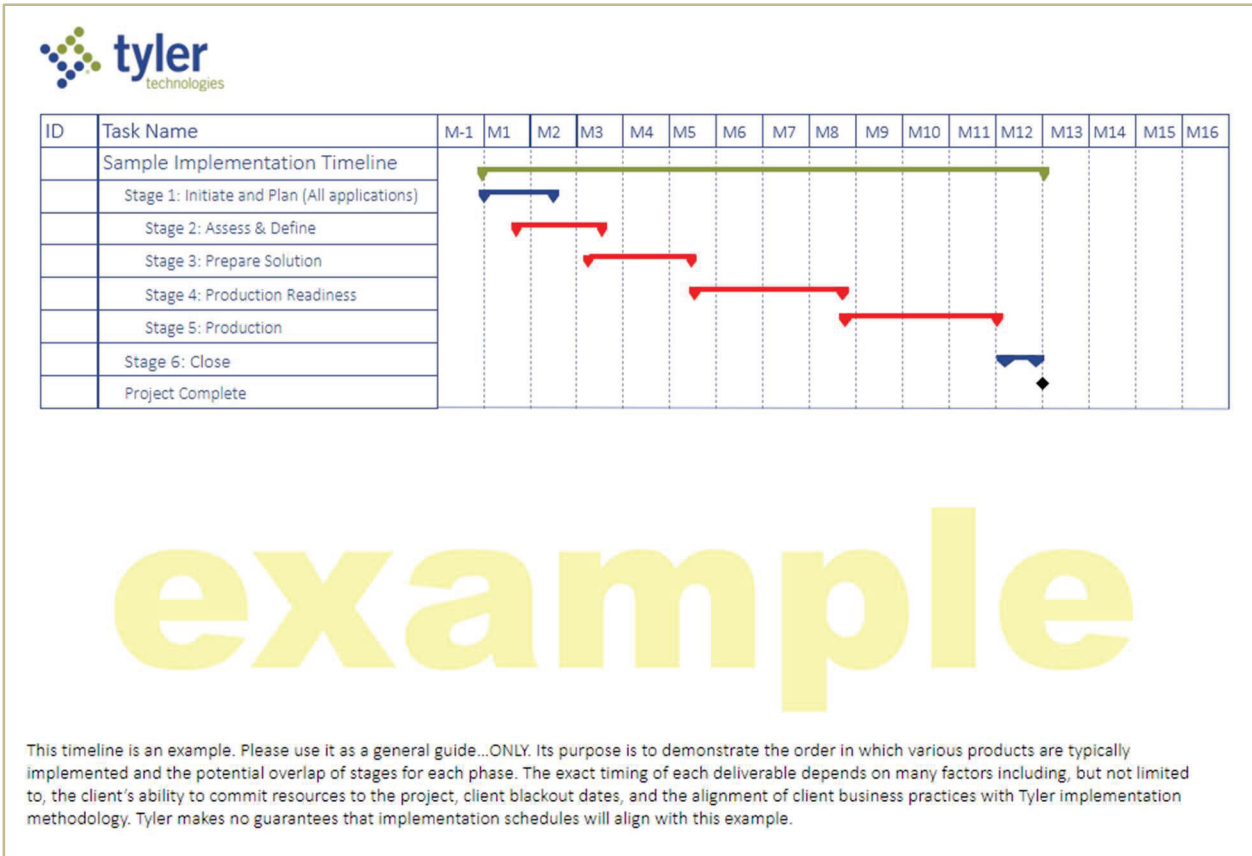 tyler
technologies
ID Task Name M-1 M1 M2 M3 M4 M5 M6 M7 M8 M9 M10 M11 M12 M13 M14 M15 M16
Sample Implementation Timeline
Stage 1: Initiate and Plan (All applications)
Stage 2: Assess & Define
Stage 3: Prepare Solution
Stage 4: Production Readiness
Stage 5: Production
Stage 6: Close
Project Complete
example
This timeline is an example. Please use it as a general guide...ONLY. Its purpose is to demonstrate the order in which various products are typically
implemented and the potential overlap of stages for each phase. The exact timing of each deliverable depends on many factors including, but not limited
to, the client's ability to commit resources to the project, client blackout dates, and the alignment of client business practices with Tyler implementation
methodology. Tyler makes no guarantees that implementation schedules will align with this example.